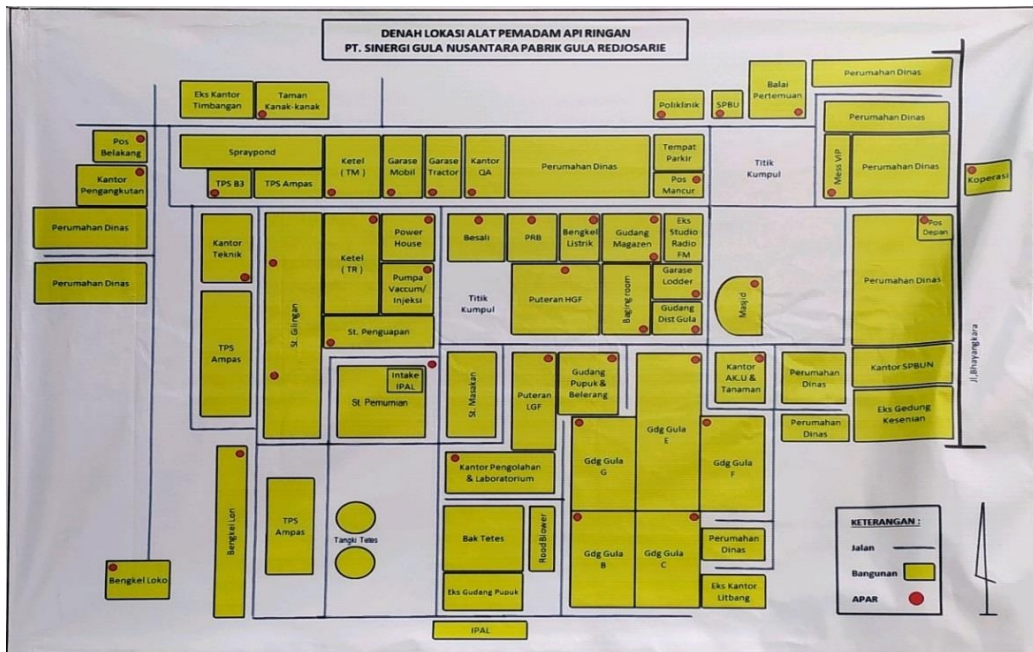 DENAH LOKASI ALAT PEMADAM API RINGAN
PT. SINERGI GULA NUSANTARA PABRIK GULA REDJOSARIE
Eks Kantor
Timbangan
Taman
Kanak-kanak
Poliklinik
SPBU
Balai
Pertemuan
Perumahan Dinas
Perumahan Dinas
Pos
Belakang
Kantor
Pengangkutan
Spraypond
TPS B3
TPS Ampas
Ketel
( TM )
Garase
Mobil
Garase
Tractor
Kantor
QA
Perumahan Dinas
Tempat
Parkir
Pos
Mancur
Titik
Kumpul
Mess VIP
Perumahan Dinas
Koperasi
Perumahan Dinas
Perumahan Dinas
Kantor
Teknik
TPS
Ampas
St. Gilingan
Ketel
( TR )
Power
House
Pumpa
Vaccum/
Injeksi
St. Penguapan
Besali
PRB
Bengkel
Listrik
Gudang
Magazen
Eks
Studio
Radio
FM
Titik
Kumpul
Puteran HGF
Baging room
Garase
Lodder
Gudang
Dist Gula
Masjid
Pos
Depan
Perumahan Dinas
Jl,Bhayangkara
Intake
IPAL
St. Pemurnian
St. Masakan
Puteran
LGF
Gudang
Pupuk &
Belerang
Gdg Gula
E
Kantor
AK.U &
Tanaman
Perumahan
Dinas
Kantor SPBUN
Perumahan
Dinas
Eks Gedung
Kesenian
Bengkel Lori
TPS
Ampas
Tangki Tetes
Kantor Pengolahan
& Laboratorium
Gdg Gula
G
Gdg Gula
F
Bak Tetes
Rood Blower
Gdg Gula
B
Gdg Gula
C
Perumahan
Dinas
Eks Kantor
Litbang
Bengkel Loko
Eks Gudang Pupuk
IPAL
KETERANGAN :
Jalan
Bangunan
APAR